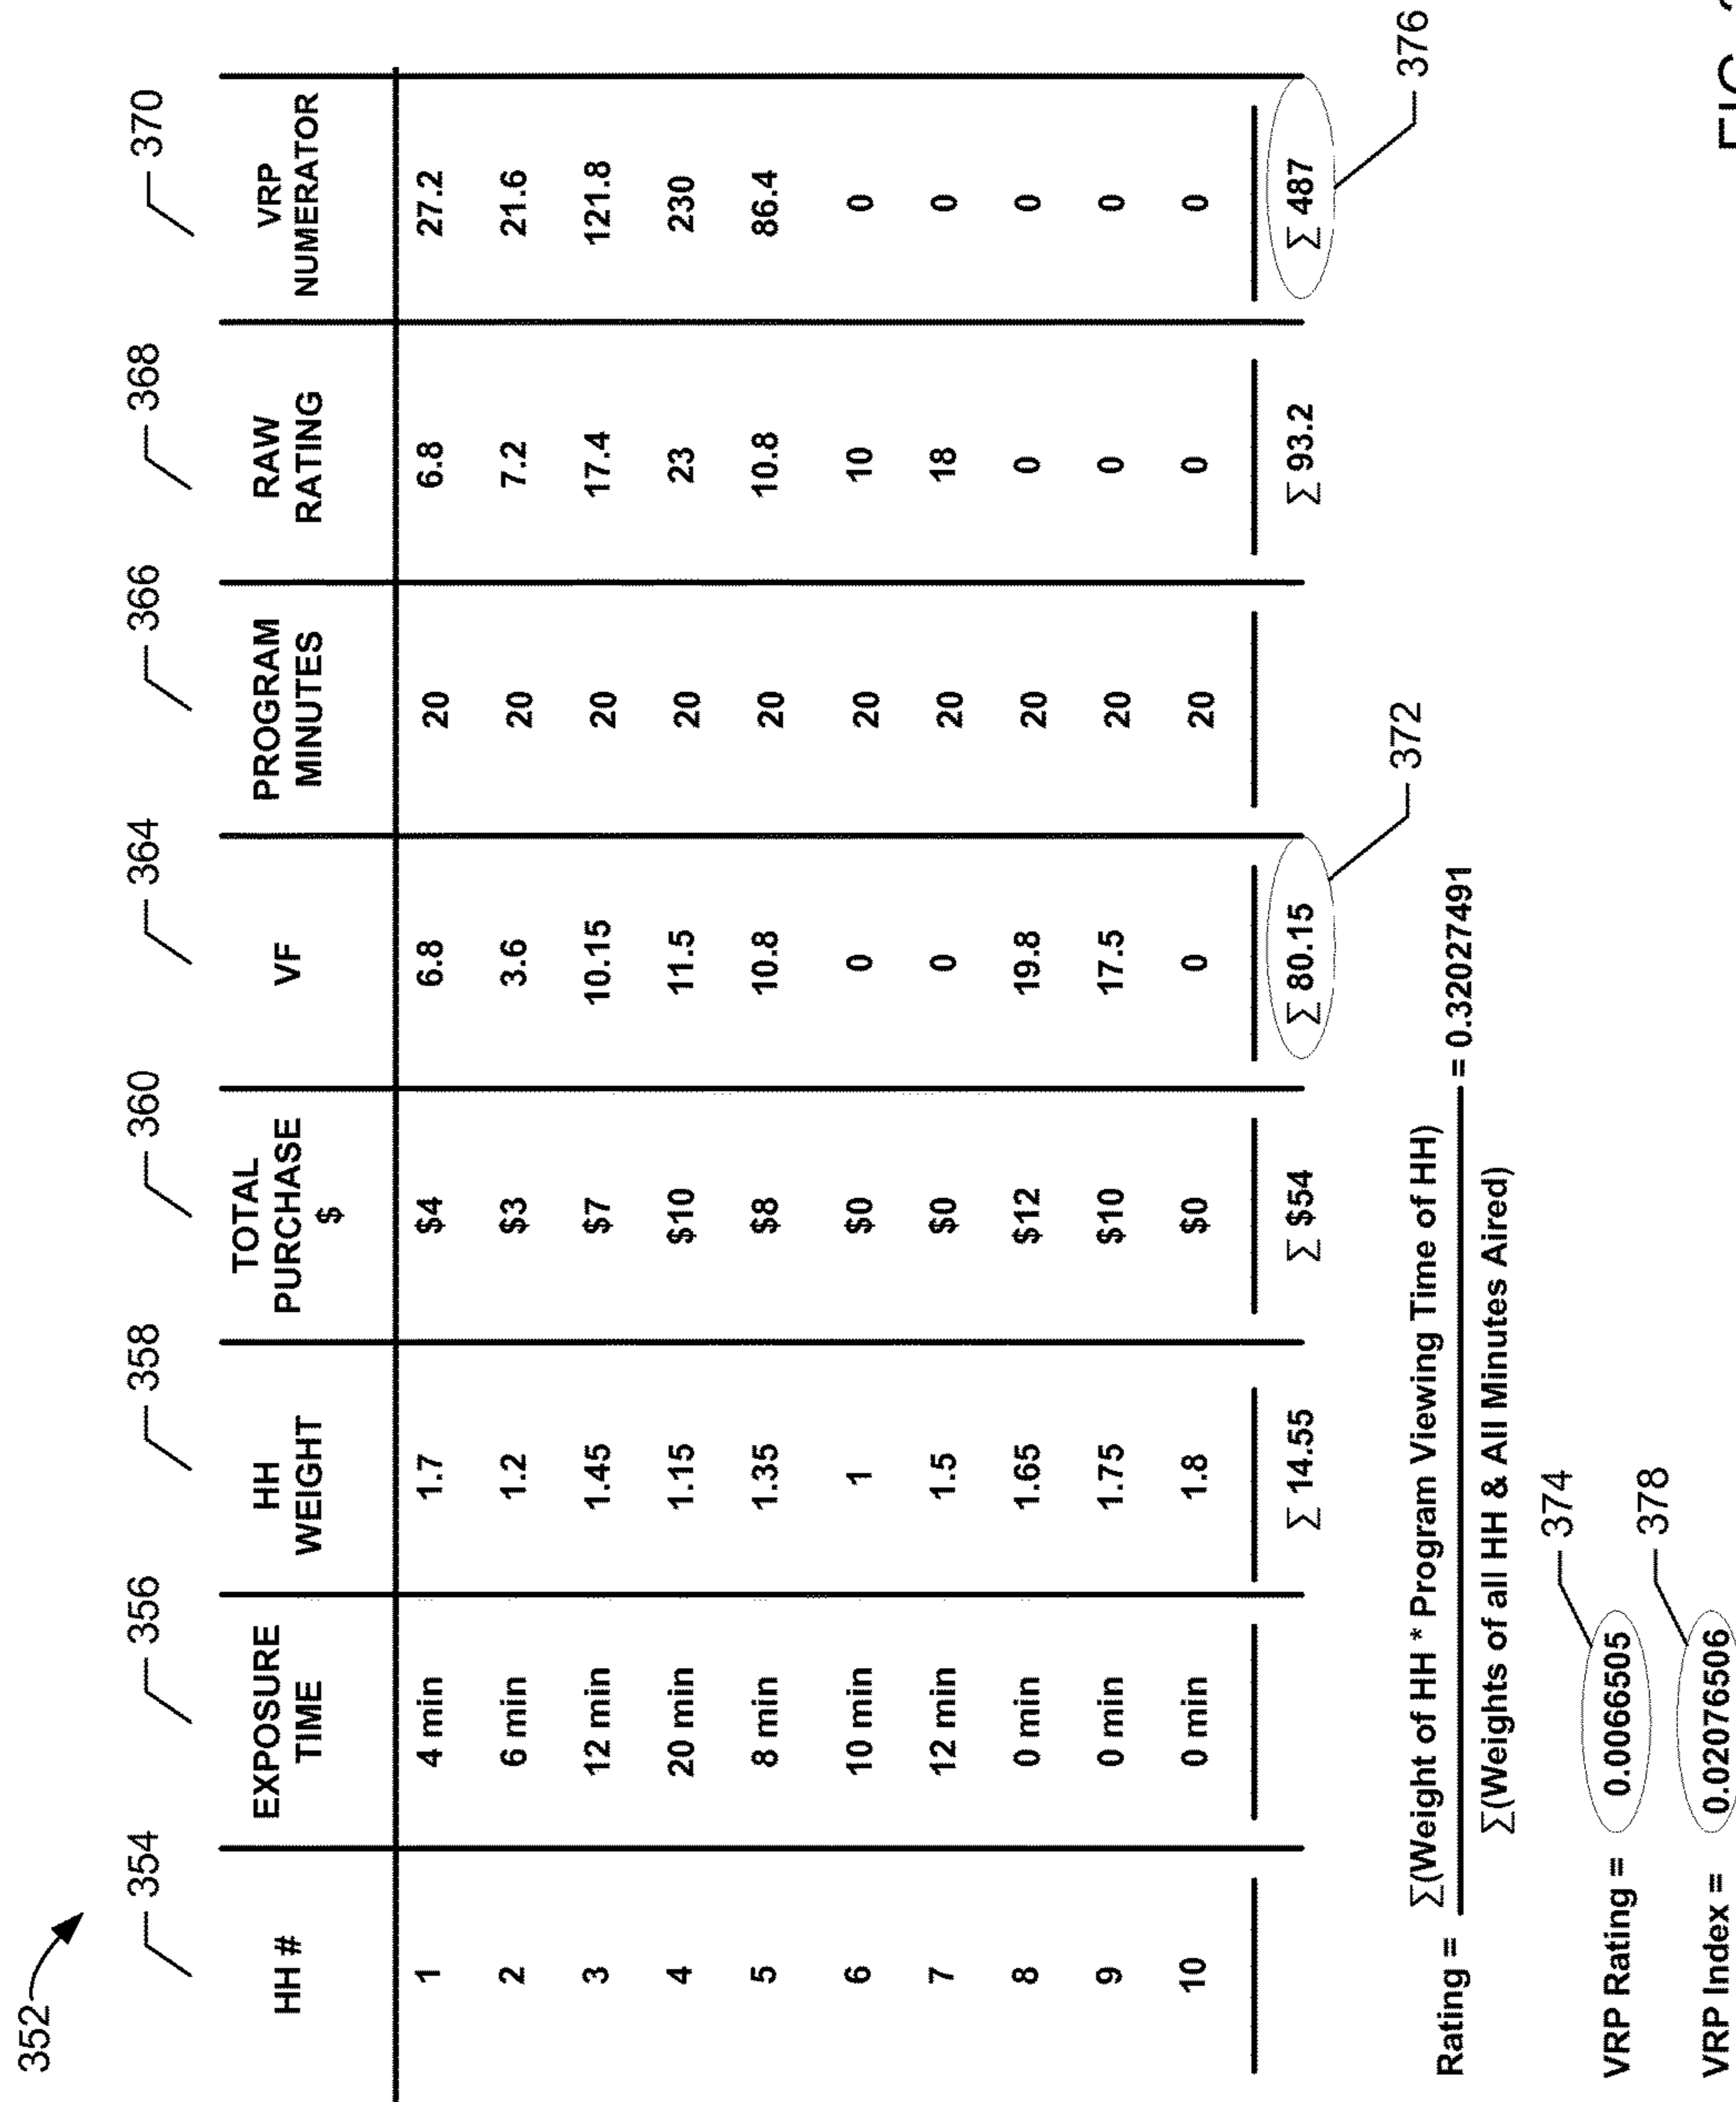 352
354 356 358 360 364 366 368 370
HH # EXPOSURE TIME HH WEIGHT TOTAL PURCHASE $ VF PROGRAM MINUTES RAW RATING VRP NUMERATOR
1 4 min 1.7 $4 6.8 20 6.8 27.2
2 6 min 1.2 $3 3.6 20 7.2 21.6
3 12 min 1.45 $7 10.15 20 17.4 121.8
4 20 min 1.15 $10 11.5 20 23 230
5 8 min 1.35 $8 10.8 20 10.8 86.4
6 10 min 1 $0 0 20 10 0
7 12 min 1.5 $0 0 20 18 0
8 0 min 1.65 $12 19.8 20 0 0
9 0 min 1.75 $10 17.5 20 0 0
10 0 min 1.8 $0 0 20 0 0
∑ 14.55 ∑ $54 ∑ 80.15 ∑ 93.2 ∑ 487
372 376
∑(Weight of HH * Program Viewing Time of HH)
Rating = = 0.32027491
∑(Weights of all HH & All Minutes Aired)
374
VRP Rating = 0.0066505
378
VRP Index = 0.02076506
FIG.